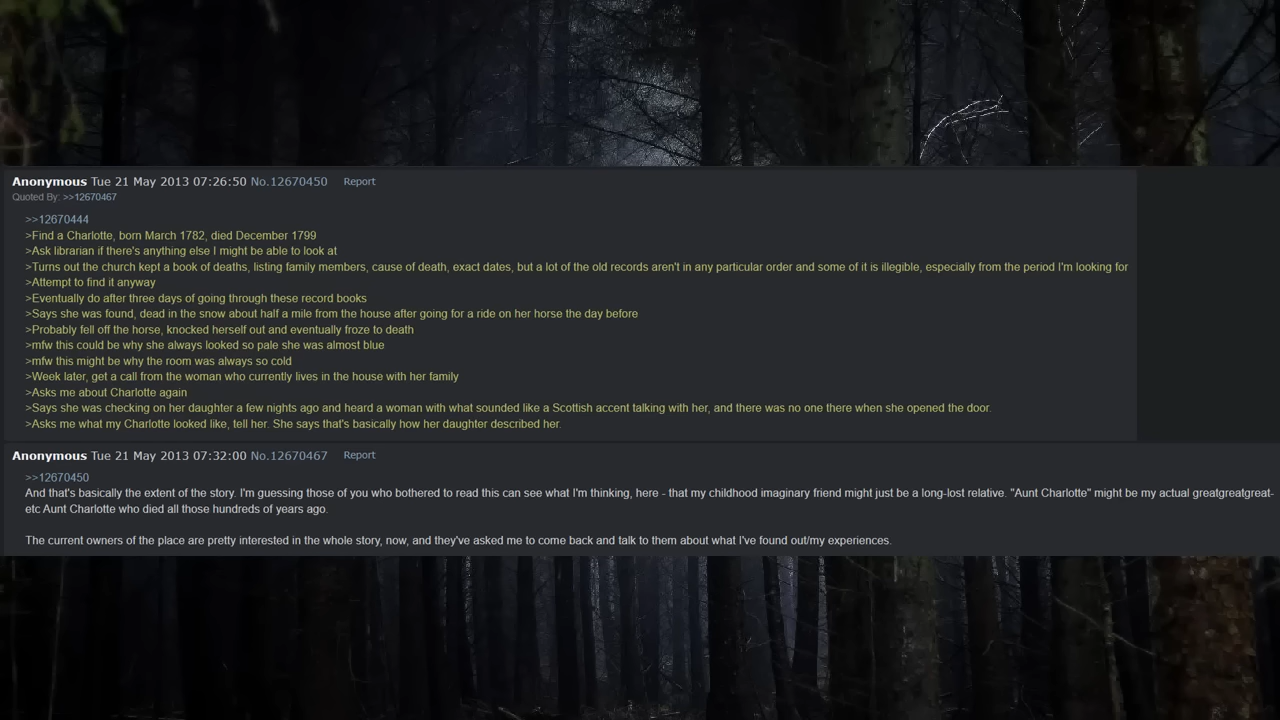 Anonymous Tue 21 May 2013 07:26:50 No.12670450 Report
Quoted By: >>12670467
>>12670444
>Find a Charlotte, born March 1782, died December 1799
>Ask librarian if there's anything else I might be able to look at
>Turns out the church kept a book of deaths, listing family members, cause of death, exact dates, but a lot of the old records aren't in any particular order and some of it is illegible, especially from the period I'm looking for
>Attempt to find it anyway
>Eventually do after three days of going through these record books
>Says she was found, dead in the snow about half a mile from the house after going for a ride on her horse the day before
>Probably fell off the horse, knocked herself out and eventually froze to death
>mfw this could be why she always looked so pale she was almost blue
>mfw this might be why the room was always so cold
>Week later, get a call from the woman who currently lives in the house with her family
>Asks me about Charlotte again
>Says she was checking on her daughter a few nights ago and heard a woman with what sounded like a Scottish accent talking with her, and there was no one there when she opened the door.
>Asks me what my Charlotte looked like, tell her. She says that's basically how her daughter described her.
Anonymous Tue 21 May 2013 07:32:00 No.12670467 Report
>>12670450
And that's basically the extent of the story. I'm guessing those of you who bothered to read this can see what I'm thinking, here - that my childhood imaginary friend might just be a long-lost relative. "Aunt Charlotte" might be my actual greatgreatgreat-
etc Aunt Charlotte who died all those hundreds of years ago.
The current owners of the place are pretty interested in the whole story, now, and they've asked me to come back and talk to them about what I've found out/my experiences.